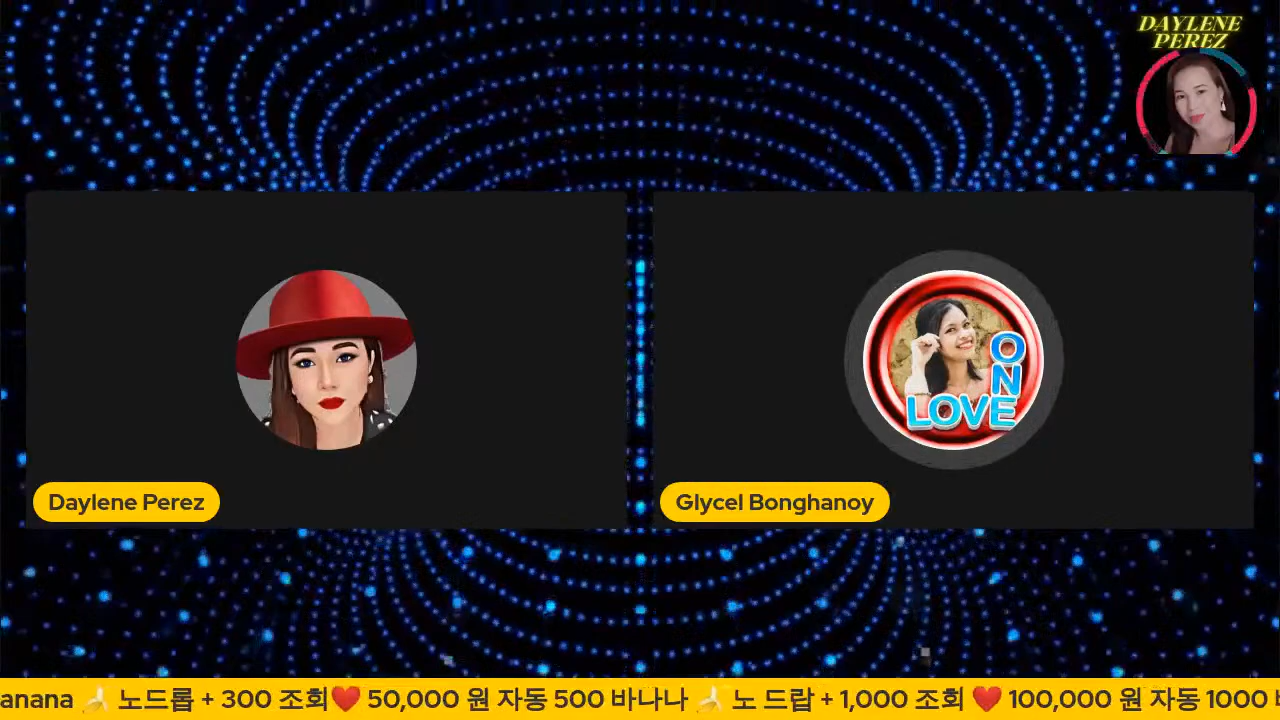 DAYLENE
PEREZ
O
N
LOVE
Daylene Perez
Glycel Bonghanoy
anana 🍌 노드롭 + 300 조회❤️ 50,000 원 자동 500 바나나 🍌 노 드랍 + 1,000 조회 ❤️ 100,000 원 자동 1000